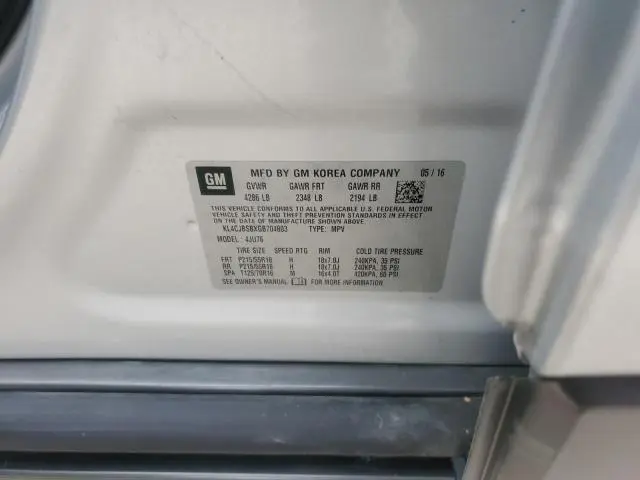 GM MFD BY GM KOREA COMPANY 05/16
GVWR GAWR FRT GAWR RR
4286 LB 2348 LB 2194 LB
THIS VEHICLE CONFORMS TO ALL APPLICABLE U.S. FEDERAL MOTOR
VEHICLE SAFETY, BUMPER, AND THEFT PREVENTION STANDARDS
IN EFFECT ON THE DATE OF MANUFACTURE SHOWN ABOVE.
TYPE: MPV
MODEL: 4JU76
TIRE SIZE SPEED RTG RIM COLD TIRE PRESSURE
FRT P215/55R18 H 18x7.0J 240KPA, 35 PSI
RR P215/55R18 H 18x7.0J 240KPA, 35 PSI
SPA T125/70R16 M 16x4.0T 420KPA, 60 PSI
SEE OWNER'S MANUAL FOR MORE INFORMATION.